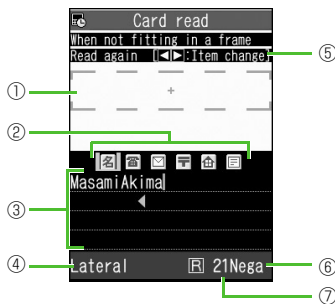 Card read
When not fitting in a frame
Read again [◀▶]:Item change
⑤
①
②
名 ☎ ✉ 〒
MasamiAkima
③
④
Lateral R 21Nega
⑥
⑦